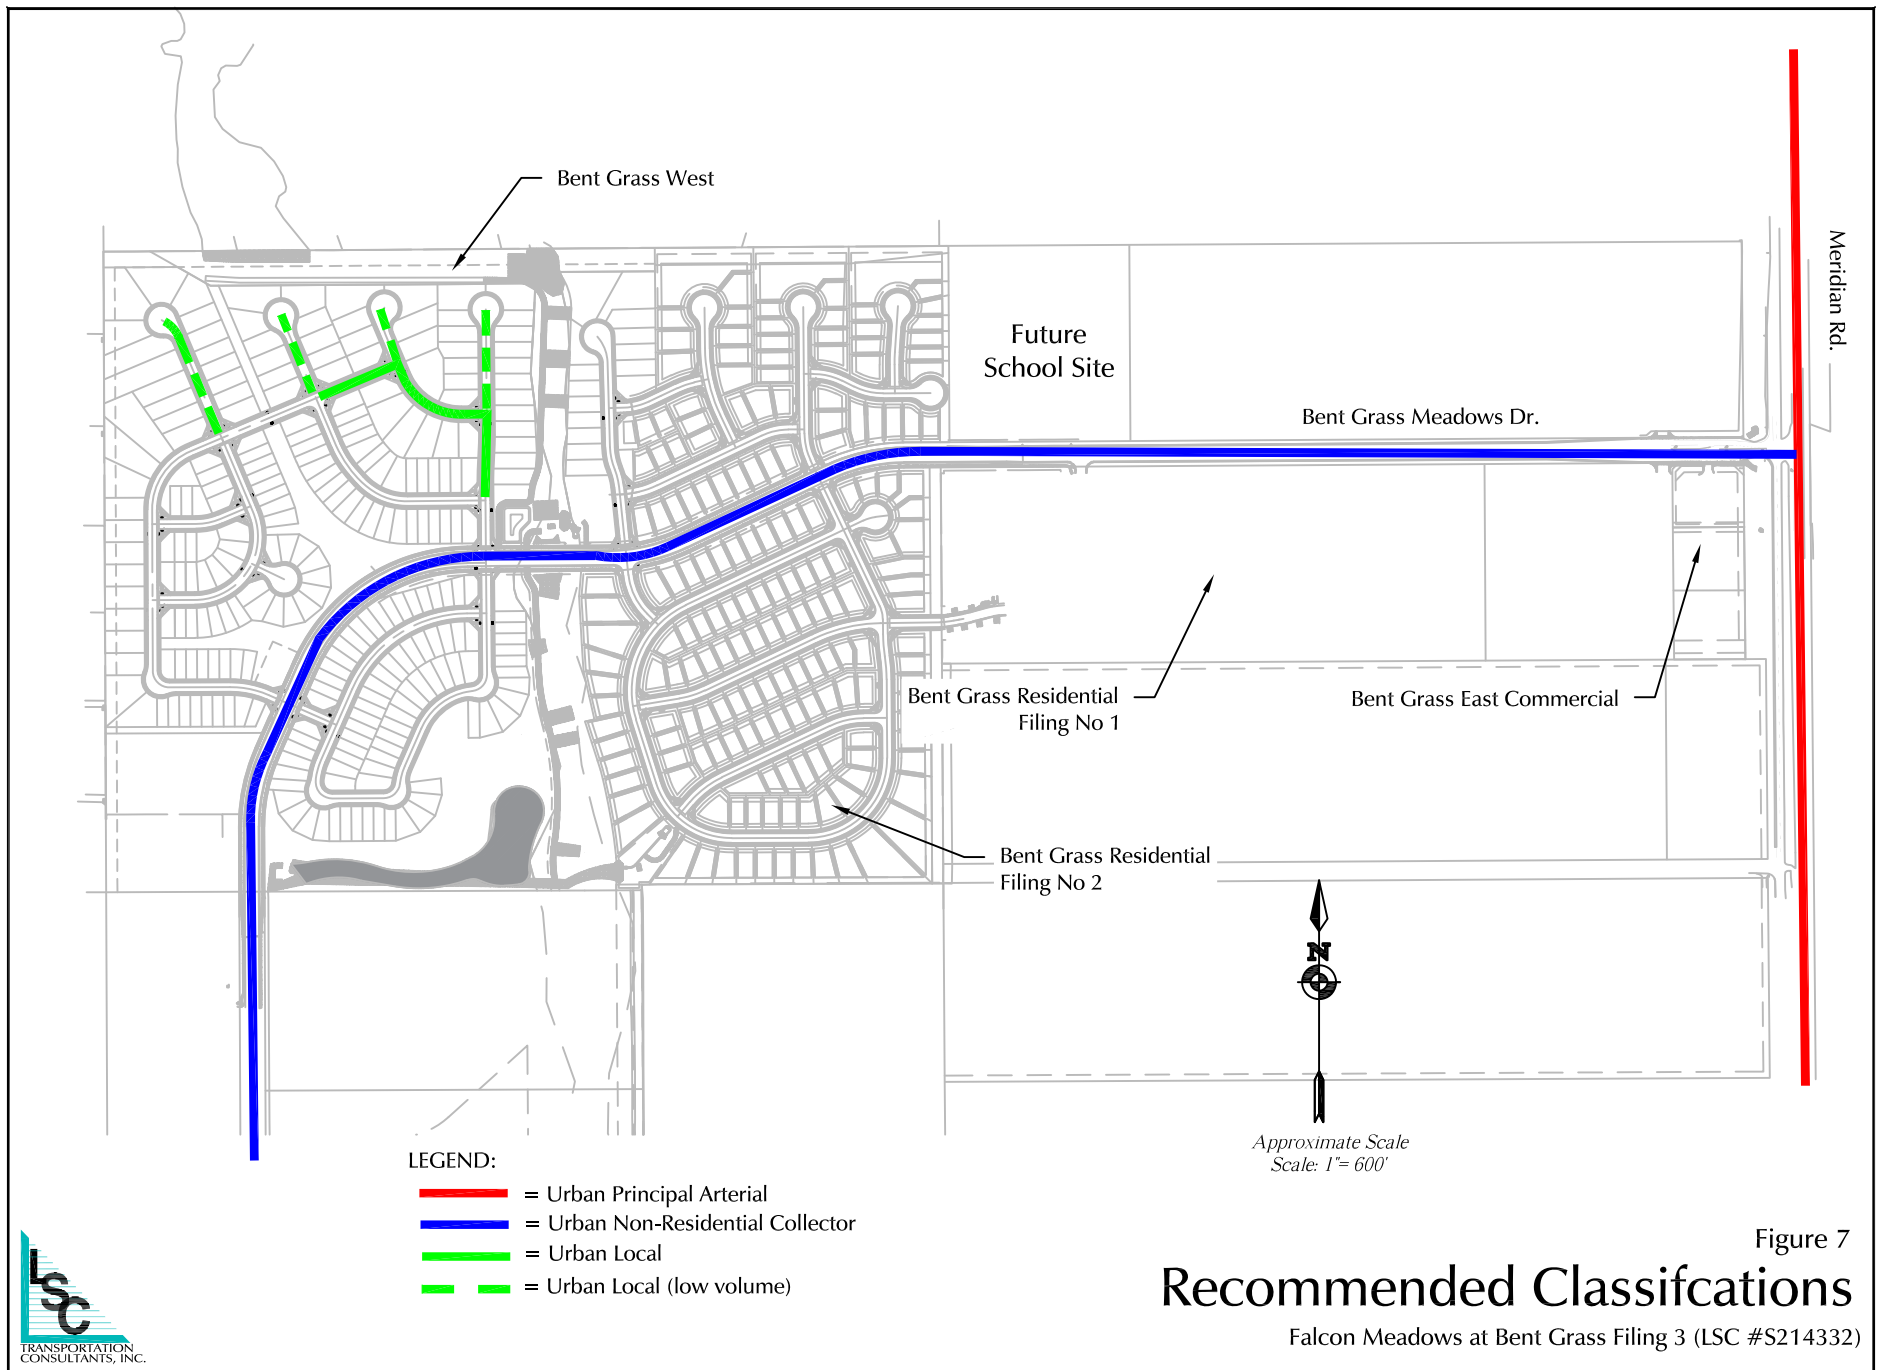 Bent Grass West
Meridian Rd.
Future
School Site
Bent Grass Meadows Dr.
Bent Grass Residential
Filing No 1
Bent Grass East Commercial
Bent Grass Residential
Filing No 2
N
Approximate Scale
Scale: 1"= 600'
LEGEND:
= Urban Principal Arterial
= Urban Non-Residential Collector
= Urban Local
= Urban Local (low volume)
Figure 7
Recommended Classifcations
Falcon Meadows at Bent Grass Filing 3 (LSC #S214332)
LSC
TRANSPORTATION
CONSULTANTS, INC.